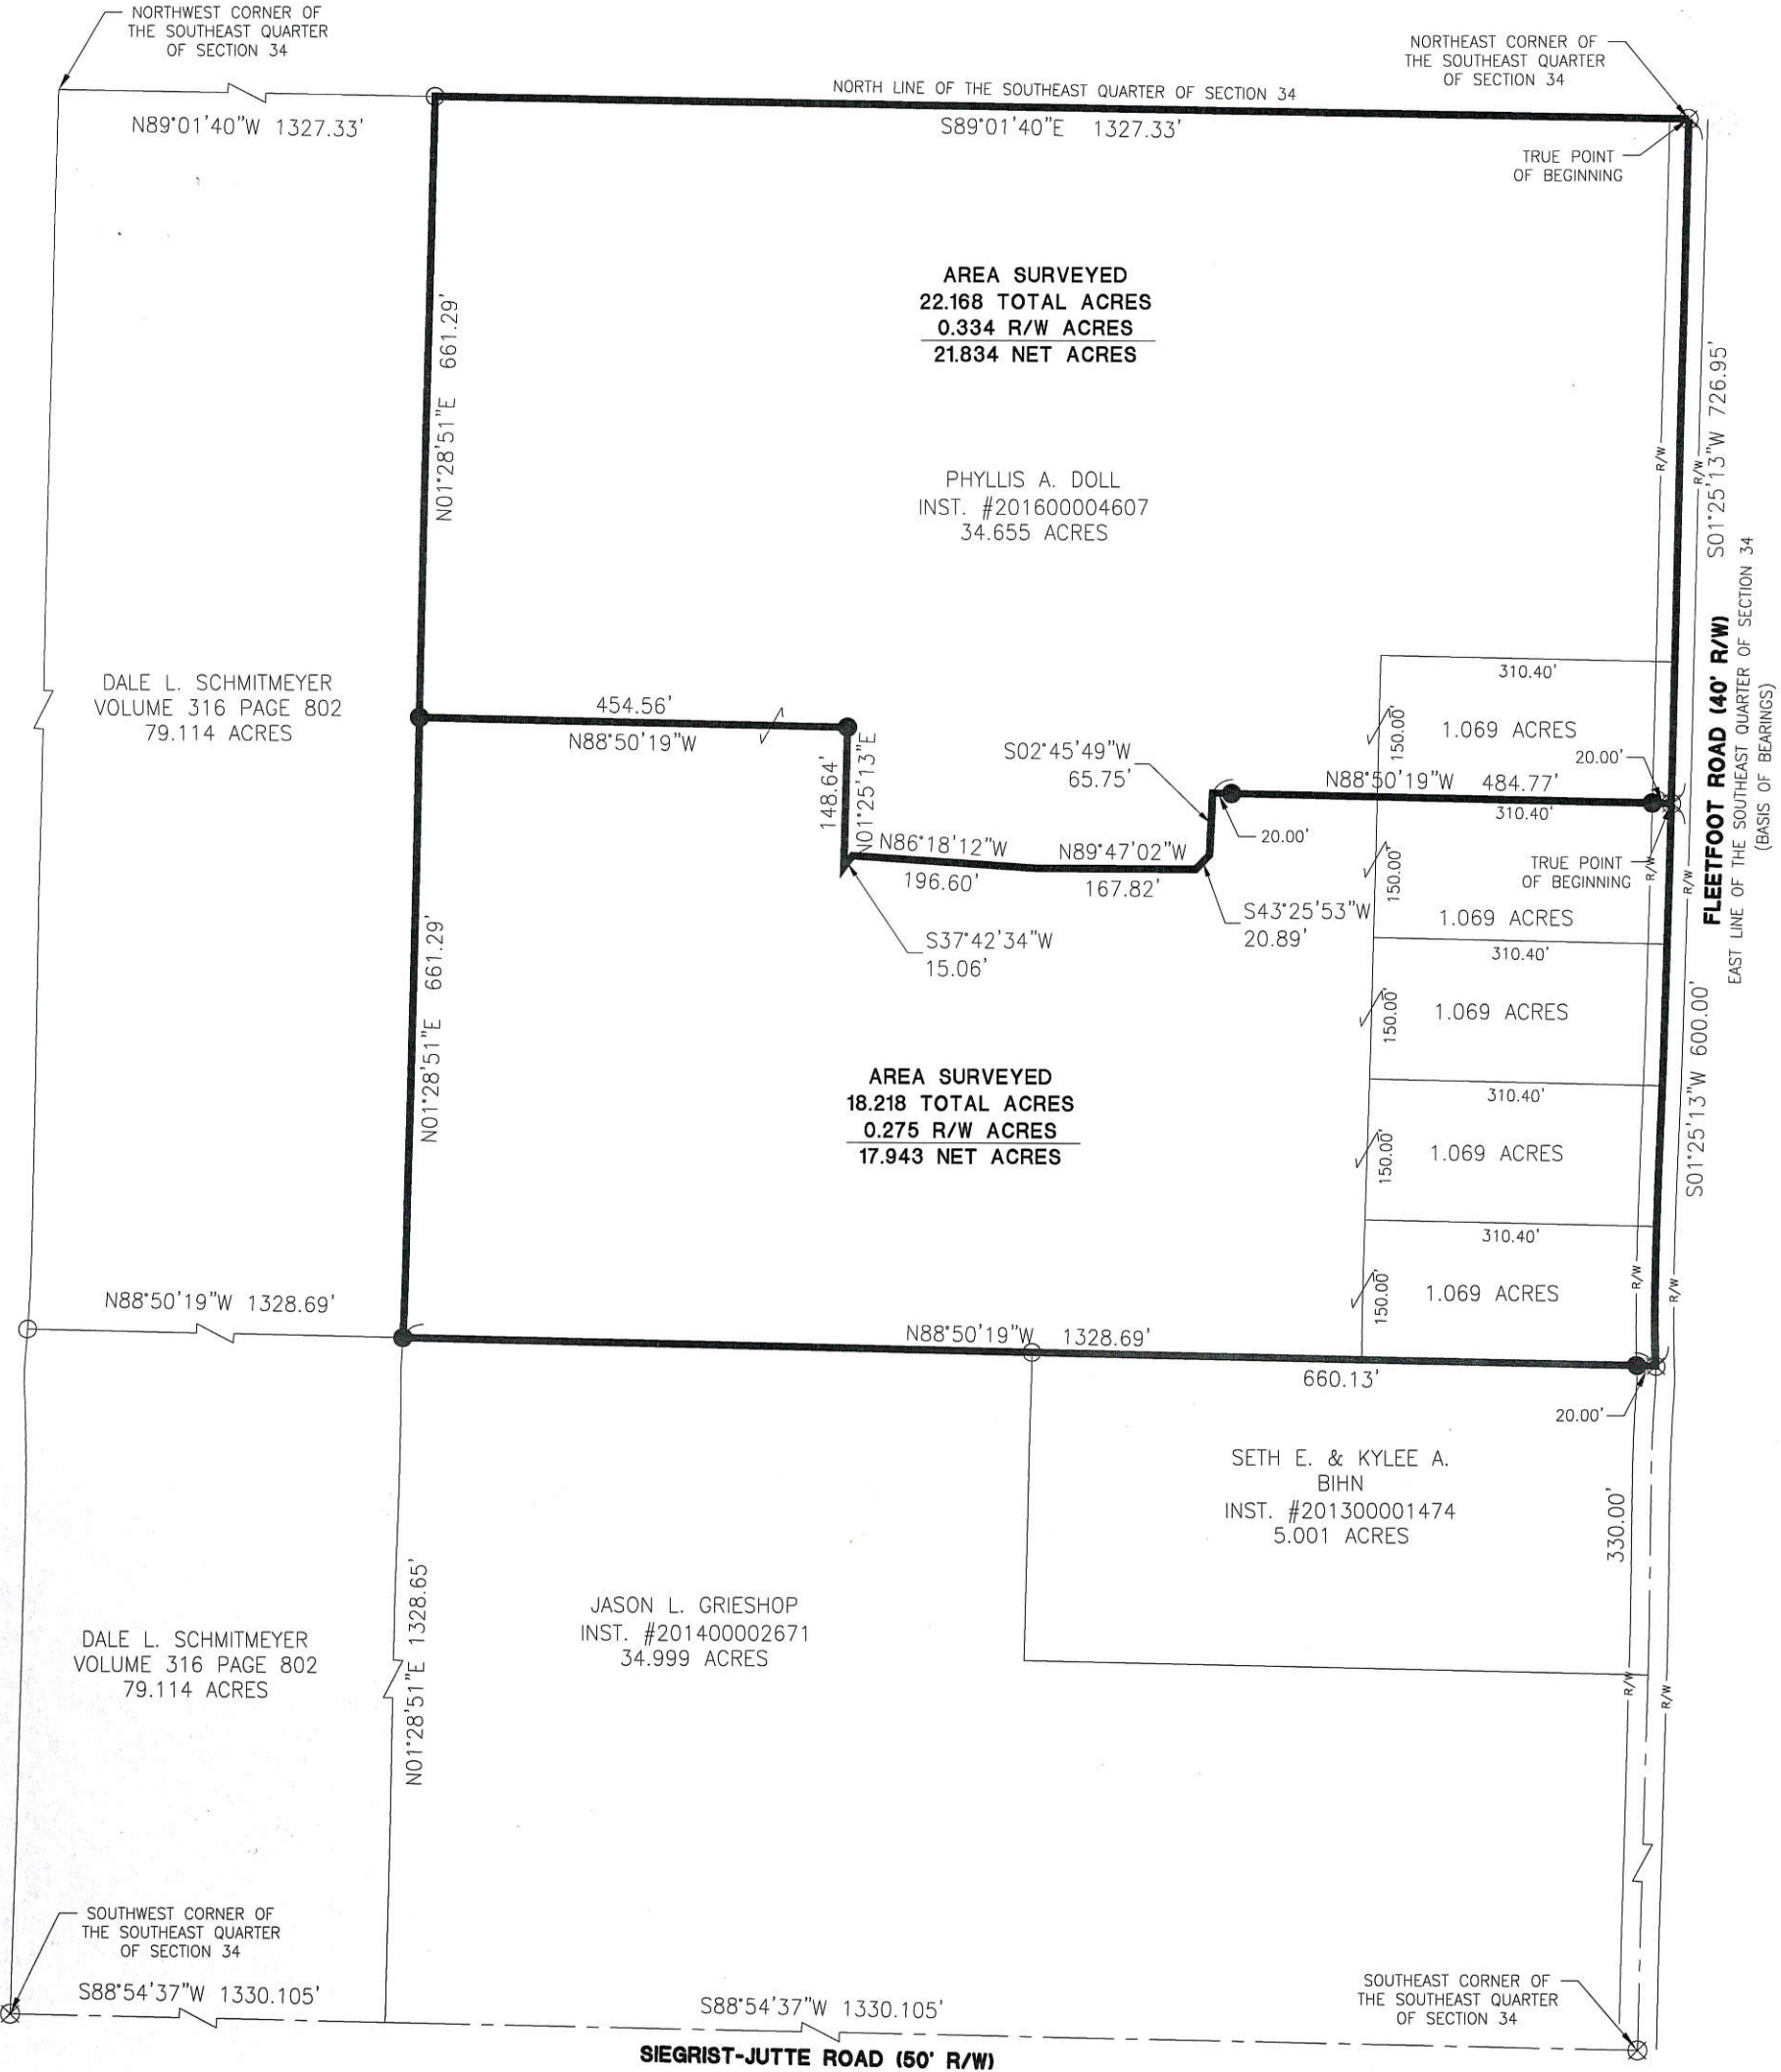 NORTHWEST CORNER OF
THE SOUTHEAST QUARTER
OF SECTION 34
NORTHEAST CORNER OF
THE SOUTHEAST QUARTER
OF SECTION 34
NORTH LINE OF THE SOUTHEAST QUARTER OF SECTION 34
N89°01'40"W 1327.33'
S89°01'40"E 1327.33'
TRUE POINT
OF BEGINNING
AREA SURVEYED
22.168 TOTAL ACRES
0.334 R/W ACRES
21.834 NET ACRES
N01°28'51"E 661.29'
PHYLLIS A. DOLL
INST. #201600004607
34.655 ACRES
R/W
R/W
S01°25'13"W 726.95'
FLEETFOOT ROAD (40' R/W)
EAST LINE OF THE SOUTHEAST QUARTER OF SECTION 34
(BASIS OF BEARINGS)
DALE L. SCHMITMEYER
VOLUME 316 PAGE 802
79.114 ACRES
454.56'
N88°50'19"W
148.64'
N01°25'13"E
S02°45'49"W
65.75'
310.40'
150.00'
1.069 ACRES
20.00'
N88°50'19"W 484.77'
310.40'
20.00'
N86°18'12"W
196.60'
N89°47'02"W
167.82'
S43°25'53"W
20.89'
S37°42'34"W
15.06'
150.00'
TRUE POINT
OF BEGINNING
R/W
R/W
1.069 ACRES
310.40'
N01°28'51"E 661.29'
150.00'
1.069 ACRES
S01°25'13"W 600.00'
AREA SURVEYED
18.218 TOTAL ACRES
0.275 R/W ACRES
17.943 NET ACRES
310.40'
150.00'
1.069 ACRES
310.40'
150.00'
1.069 ACRES
R/W
R/W
N88°50'19"W 1328.69'
N88°50'19"W 1328.69'
660.13'
20.00'
SETH E. & KYLEE A.
BIHN
INST. #201300001474
5.001 ACRES
330.00'
N01°28'51"E 1328.65'
JASON L. GRIESHOP
INST. #201400002671
34.999 ACRES
DALE L. SCHMITMEYER
VOLUME 316 PAGE 802
79.114 ACRES
R/W
R/W
SOUTHWEST CORNER OF
THE SOUTHEAST QUARTER
OF SECTION 34
S88°54'37"W 1330.105'
S88°54'37"W 1330.105'
SOUTHEAST CORNER OF
THE SOUTHEAST QUARTER
OF SECTION 34
SIEGRIST-JUTTE ROAD (50' R/W)